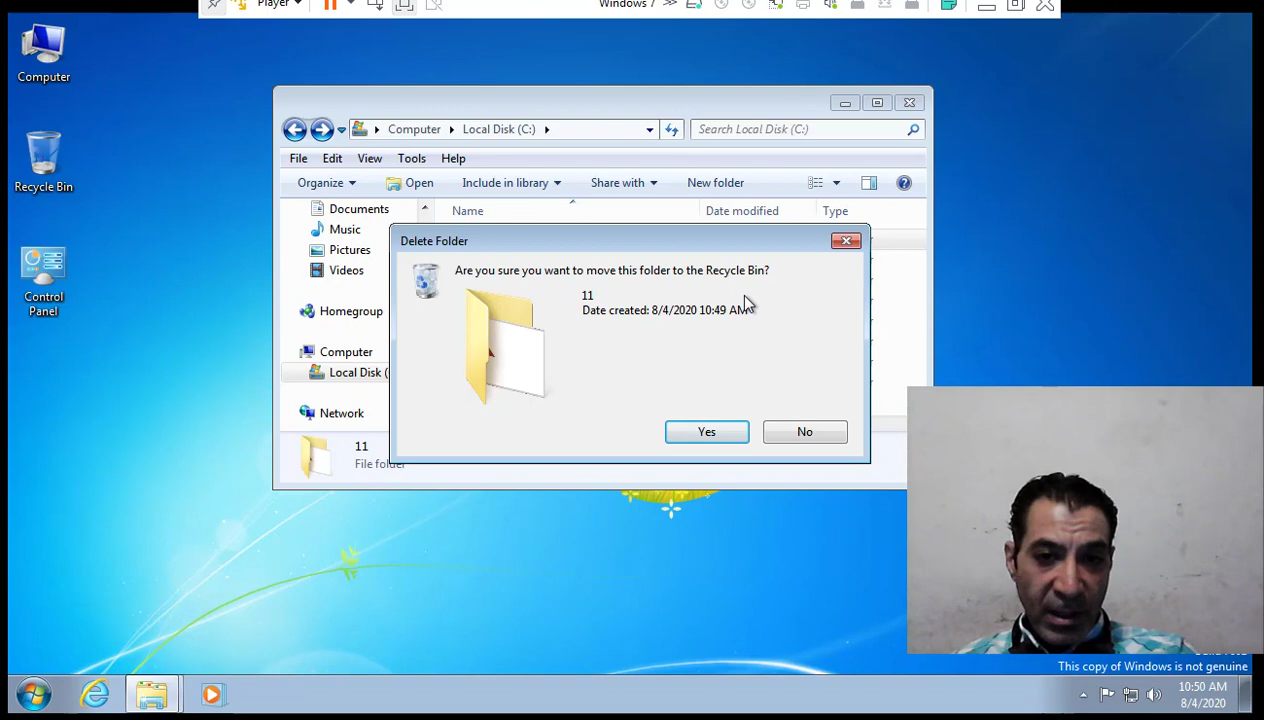 Player
Windows 7
Computer
Recycle Bin
Control
Panel
Computer
Local Disk (C:)
Search Local Disk (C:)
File Edit View Tools Help
Organize Open Include in library Share with New folder
Documents
Music
Pictures
Videos
Homegroup
Computer
Local Disk (
Network
Name Date modified Type
Delete Folder
Are you sure you want to move this folder to the Recycle Bin?
11
Date created: 8/4/2020 10:49 AM
Yes No
11
File folder
This copy of Windows is not genuine
10:50 AM
8/4/2020